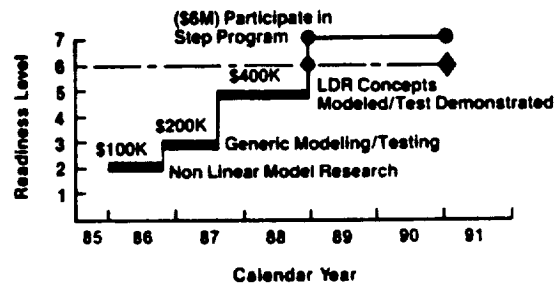 ($6M) Participate in
Step Program
Readiness Level
7
6
5
4
3
2
1
$400K
LDR Concepts
Modeled/Test Demonstrated
$200K
Generic Modeling/Testing
$100K
Non Linear Model Research
85 86 87 88 89 90 91
Calendar Year